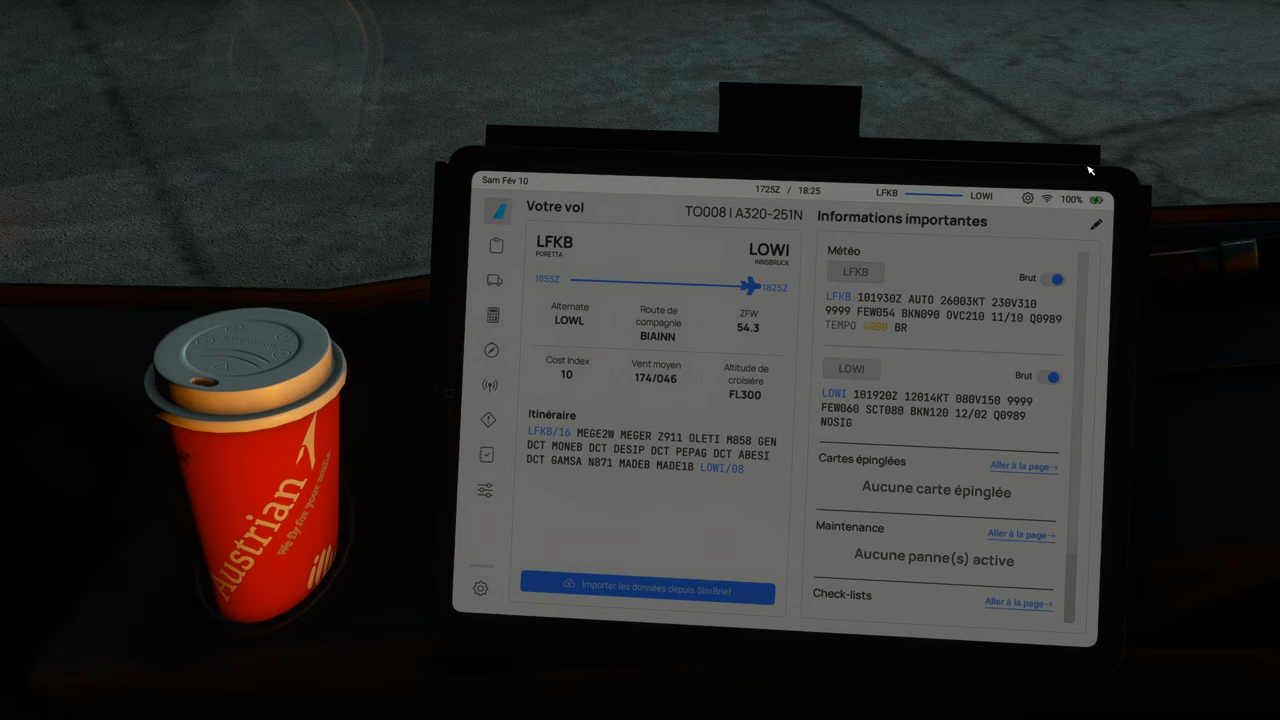 Sam Fév 10
1725Z / 18:25
LFKB LOWI
100%
Votre vol
TO008 | A320-251N
LFKB LOWI
PORETTA INNSBRUCK
1655Z 1825Z
Alternate
LOWL
Route de
compagnie
BIAINN
ZFW
54.3
Cost Index
10
Vent moyen
174/046
Altitude de
croisière
FL300
Itinéraire
LFKB/16 MEGE2W MEGER Z911 OLETI M858 GEN
DCT MONEB DCT DESIP DCT PEPAG DCT ABESI
DCT GAMSA N871 MADEB MADE1B LOWI/08
Importer les données depuis SimBrief
Informations importantes
Météo
LFKB
Brut
LFKB 101930Z AUTO 26003KT 230V310
9999 FEW054 BKN090 OVC210 11/10 Q0989
TEMPO 4000 BR
LOWI
Brut
LOWI 101920Z 12014KT 080V150 9999
FEW060 SCT080 BKN120 12/02 Q0989
NOSIG
Cartes épinglées
Aller à la page
Aucune carte épinglée
Maintenance
Aller à la page
Aucune panne(s) active
Check-lists
Aller à la page
Austrian
We fly for your smile.